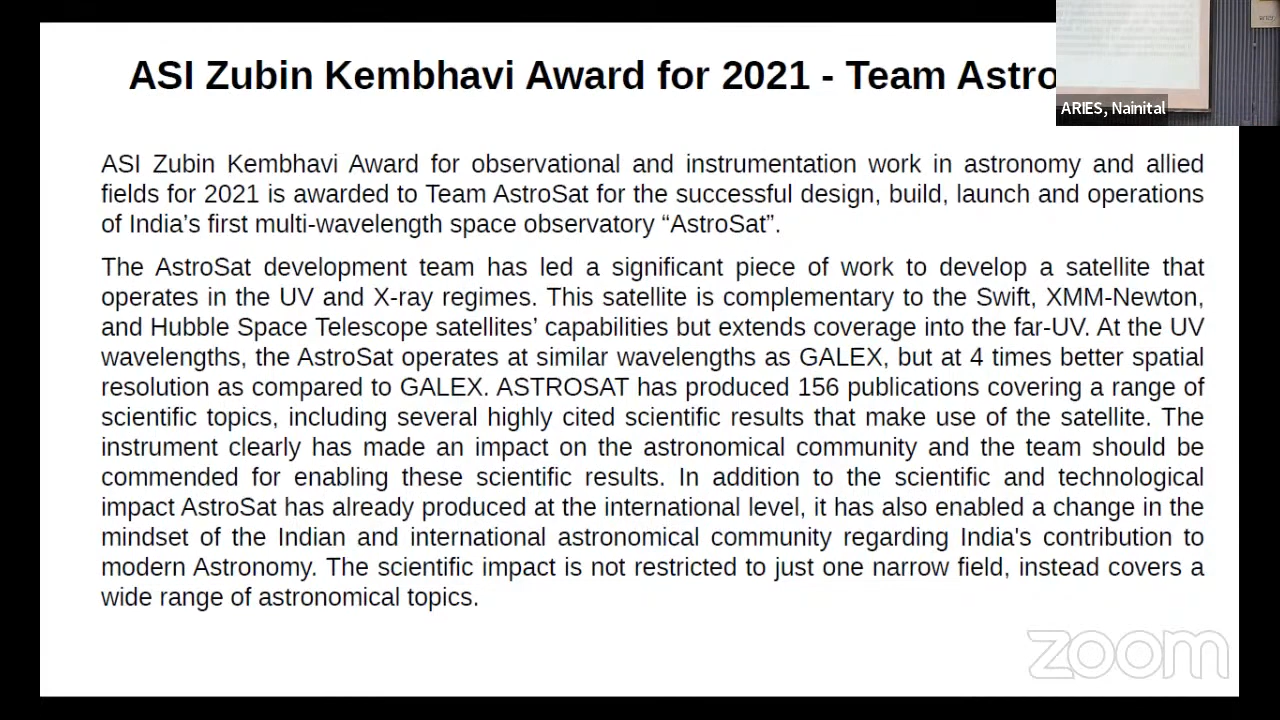 ASI Zubin Kembhavi Award for 2021 - Team Astro
ARIES, Nainital
ASI Zubin Kembhavi Award for observational and instrumentation work in astronomy and allied
fields for 2021 is awarded to Team AstroSat for the successful design, build, launch and operations
of India’s first multi-wavelength space observatory “AstroSat”.
The AstroSat development team has led a significant piece of work to develop a satellite that
operates in the UV and X-ray regimes. This satellite is complementary to the Swift, XMM-Newton,
and Hubble Space Telescope satellites’ capabilities but extends coverage into the far-UV. At the UV
wavelengths, the AstroSat operates at similar wavelengths as GALEX, but at 4 times better spatial
resolution as compared to GALEX. ASTROSAT has produced 156 publications covering a range of
scientific topics, including several highly cited scientific results that make use of the satellite. The
instrument clearly has made an impact on the astronomical community and the team should be
commended for enabling these scientific results. In addition to the scientific and technological
impact AstroSat has already produced at the international level, it has also enabled a change in the
mindset of the Indian and international astronomical community regarding India's contribution to
modern Astronomy. The scientific impact is not restricted to just one narrow field, instead covers a
wide range of astronomical topics.
zoom